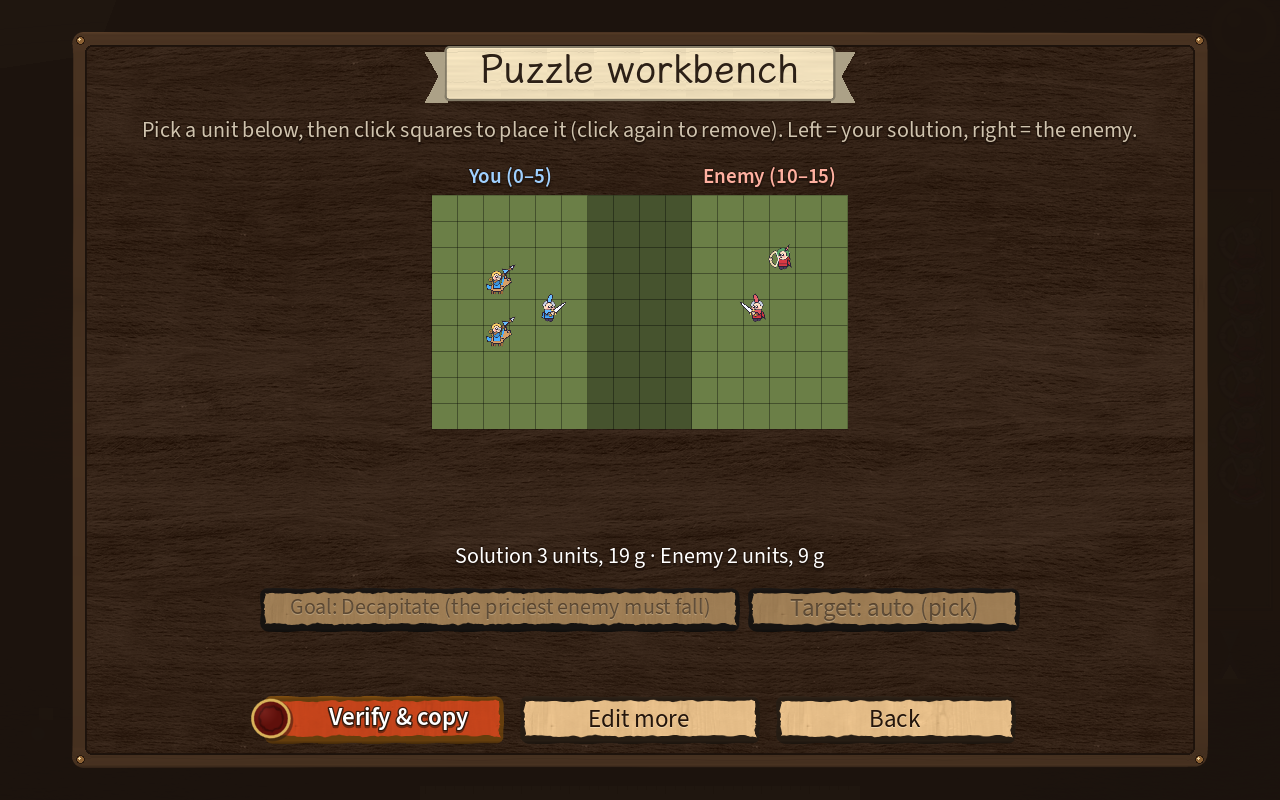 Puzzle workbench
Pick a unit below, then click squares to place it (click again to remove). Left = your solution, right = the enemy.
You (0–5)
Enemy (10–15)
Solution 3 units, 19 g · Enemy 2 units, 9 g
Goal: Decapitate (the priciest enemy must fall)
Target: auto (pick)
Verify & copy
Edit more
Back